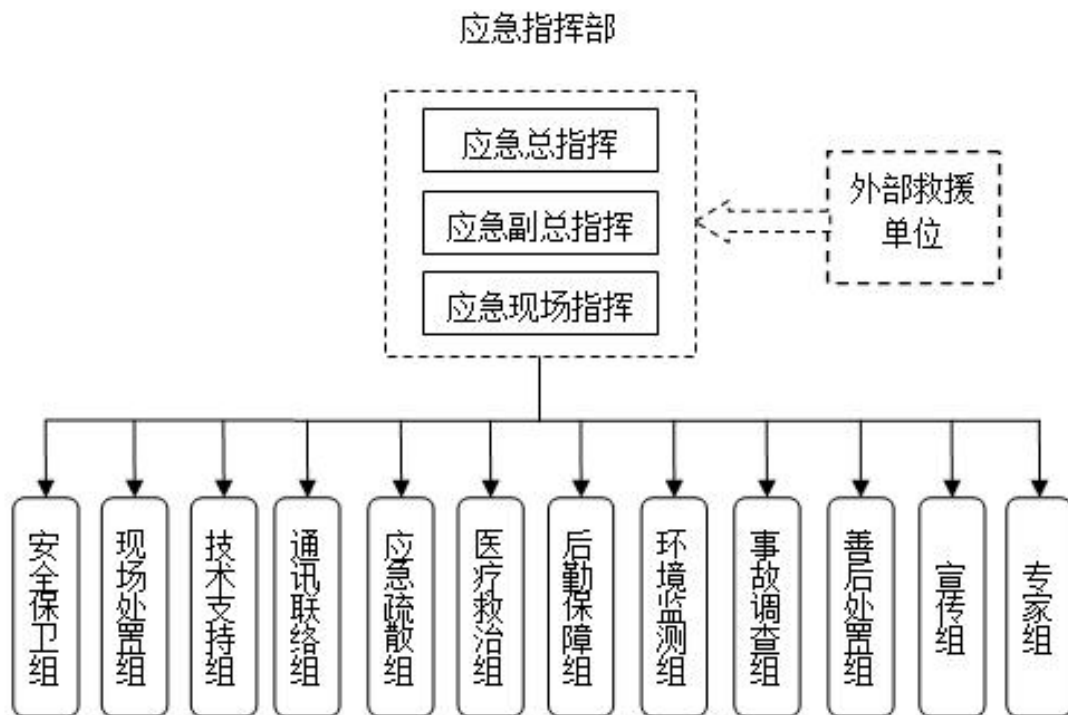 应急指挥部
应急总指挥
应急副总指挥
应急现场指挥
外部救援
单位
安全保卫组
现场处置组
技术支持组
通讯联络组
应急疏散组
医疗救治组
后勤保障组
环境监测组
事故调查组
善后处置组
宣传组
专家组